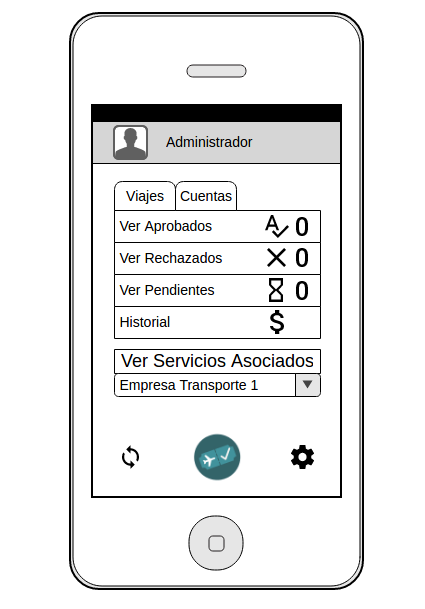 Administrador
Viajes Cuentas
Ver Aprobados A 0
Ver Rechazados 0
Ver Pendientes 0
Historial $
Ver Servicios Asociados
Empresa Transporte 1